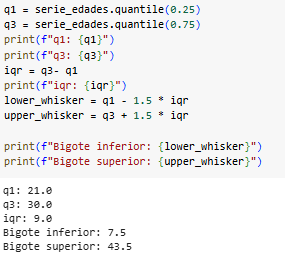 q1 = serie_edades.quantile(0.25)
q3 = serie_edades.quantile(0.75)
print(f"q1: {q1}")
print(f"q3: {q3}")
iqr = q3- q1
print(f"iqr: {iqr}")
lower_whisker = q1 - 1.5 * iqr
upper_whisker = q3 + 1.5 * iqr
print(f"Bigote inferior: {lower_whisker}")
print(f"Bigote superior: {upper_whisker}")
q1: 21.0
q3: 30.0
iqr: 9.0
Bigote inferior: 7.5
Bigote superior: 43.5